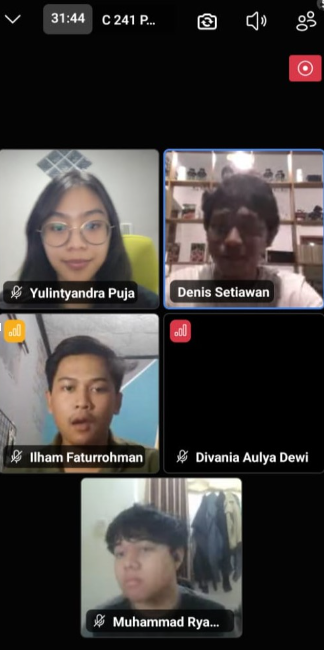 31:44
C 241 P...
Yulintyandra Puja
Denis Setiawan
Ilham Faturrohman
Divania Aulya Dewi
Muhammad Rya...